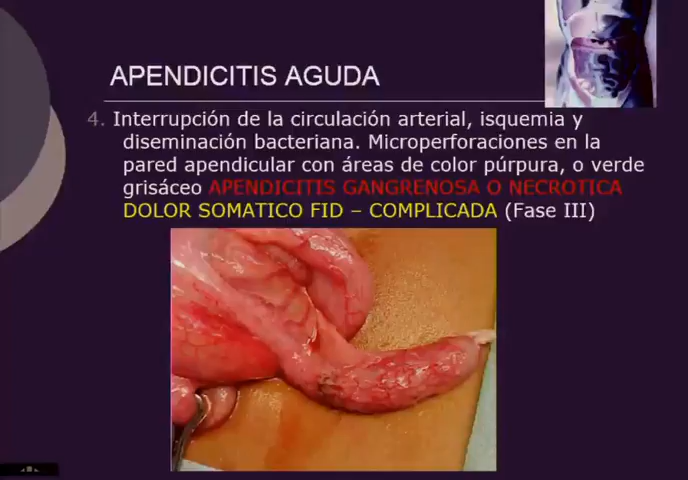 APENDICITIS AGUDA
4. Interrupción de la circulación arterial, isquemia y
diseminación bacteriana. Microperforaciones en la
pared apendicular con áreas de color púrpura, o verde
grisáceo APENDICITIS GANGRENOSA O NECROTICA
DOLOR SOMATICO FID – COMPLICADA (Fase III)